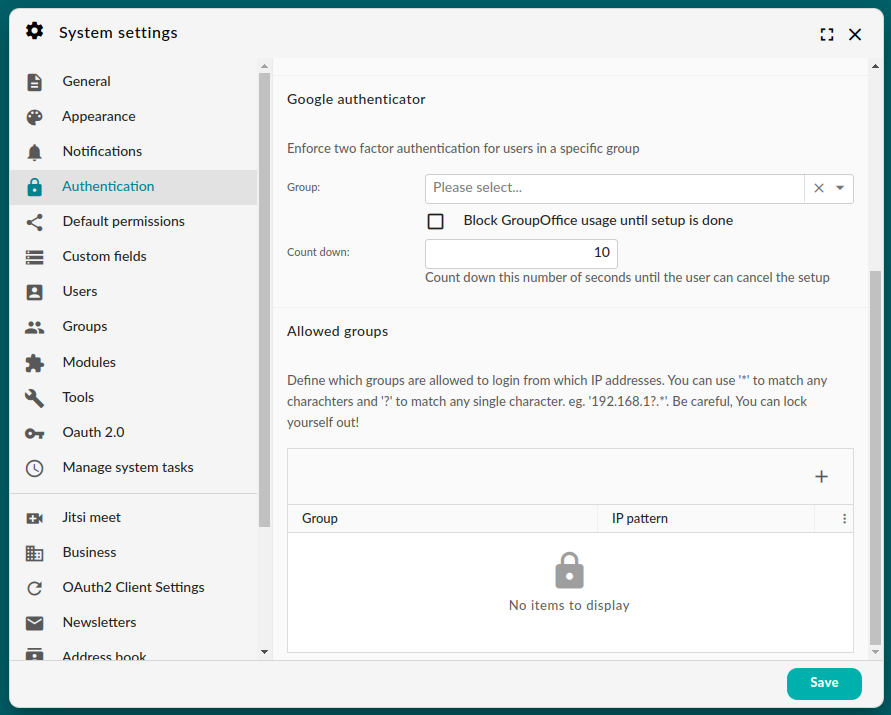 System settings
General
Appearance
Notifications
Authentication
Default permissions
Custom fields
Users
Groups
Modules
Tools
Oauth 2.0
Manage system tasks
Jitsi meet
Business
OAuth2 Client Settings
Newsletters
Address book
Google authenticator
Enforce two factor authentication for users in a specific group
Group:
Please select...
Block GroupOffice usage until setup is done
Count down:
10
Count down this number of seconds until the user can cancel the setup
Allowed groups
Define which groups are allowed to login from which IP addresses. You can use '*' to match any
charachters and '?' to match any single character. eg. '192.168.1?.*'. Be careful, You can lock
yourself out!
Group
IP pattern
No items to display
Save